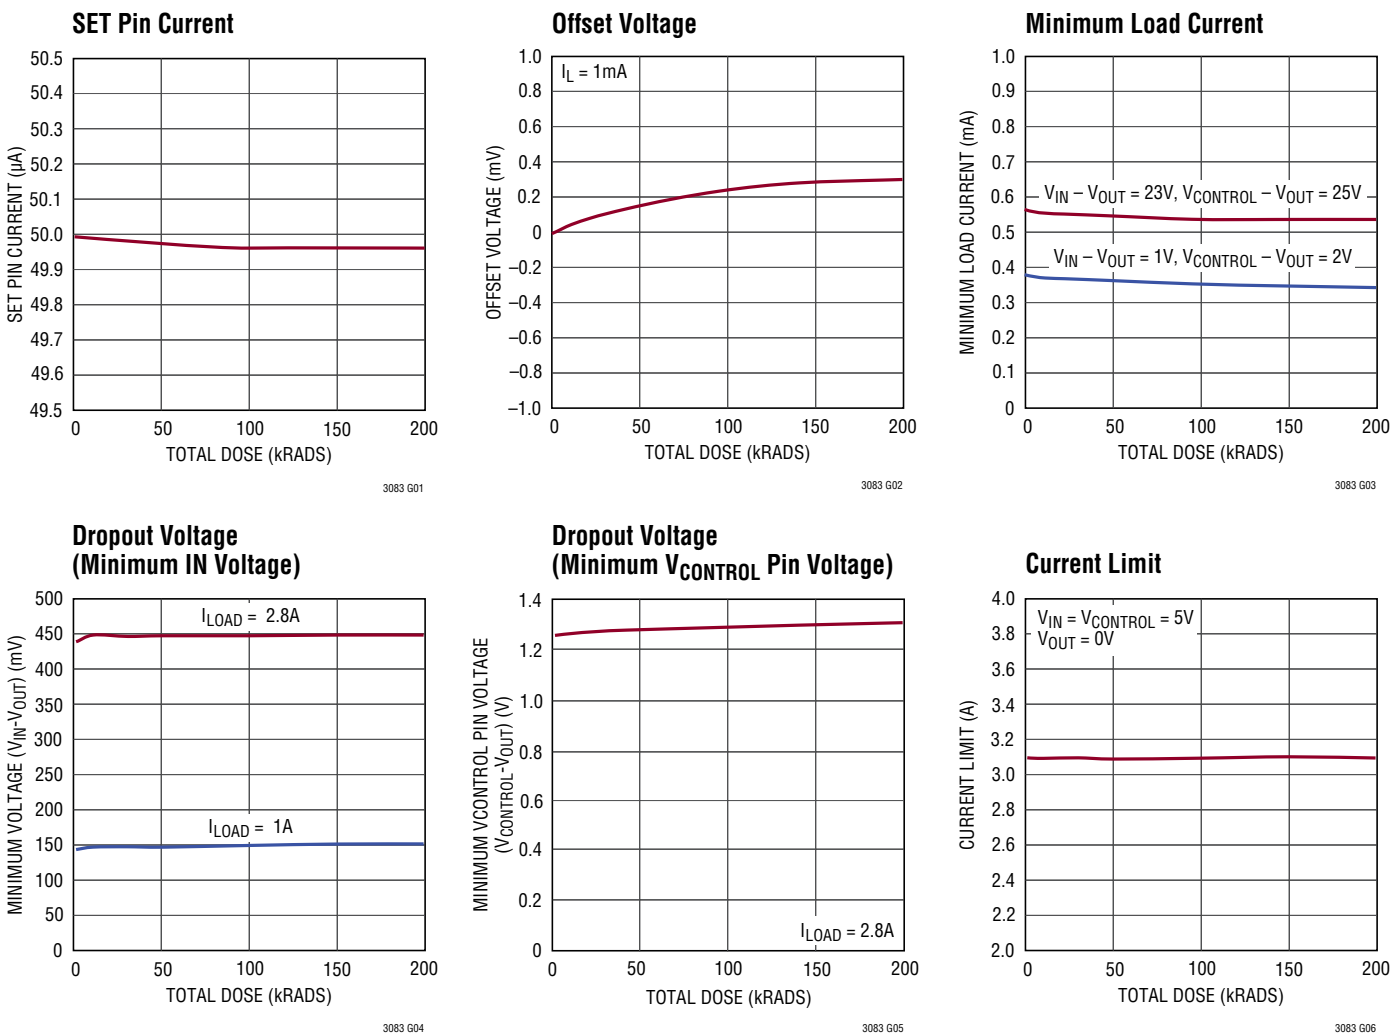 SET Pin Current
50.5
50.4
50.3
50.2
50.1
50.0
49.9
49.8
49.7
49.6
49.5
SET PIN CURRENT (µA)
0 50 100 150 200
TOTAL DOSE (kRADS)
3083 G01
Offset Voltage
IL = 1mA
1.0
0.8
0.6
0.4
0.2
0
–0.2
–0.4
–0.6
–0.8
–1.0
OFFSET VOLTAGE (mV)
0 50 100 150 200
TOTAL DOSE (kRADS)
3083 G02
Minimum Load Current
1.0
0.9
0.8
0.7
0.6
0.5
0.4
0.3
0.2
0.1
0
MINIMUM LOAD CURRENT (mA)
VIN – VOUT = 23V, VCONTROL – VOUT = 25V
VIN – VOUT = 1V, VCONTROL – VOUT = 2V
0 50 100 150 200
TOTAL DOSE (kRADS)
3083 G03
Dropout Voltage
(Minimum IN Voltage)
500
450
400
350
300
250
200
150
100
50
0
MINIMUM VOLTAGE (VIN-VOUT) (mV)
ILOAD = 2.8A
ILOAD = 1A
0 50 100 150 200
TOTAL DOSE (kRADS)
3083 G04
Dropout Voltage
(Minimum VCONTROL Pin Voltage)
1.4
1.2
1.0
0.8
0.6
0.4
0.2
0
MINIMUM VCONTROL PIN VOLTAGE
(VCONTROL-VOUT) (V)
ILOAD = 2.8A
0 50 100 150 200
TOTAL DOSE (kRADS)
3083 G05
Current Limit
VIN = VCONTROL = 5V
VOUT = 0V
4.0
3.8
3.6
3.4
3.2
3.0
2.8
2.6
2.4
2.2
2.0
CURRENT LIMIT (A)
0 50 100 150 200
TOTAL DOSE (kRADS)
3083 G06